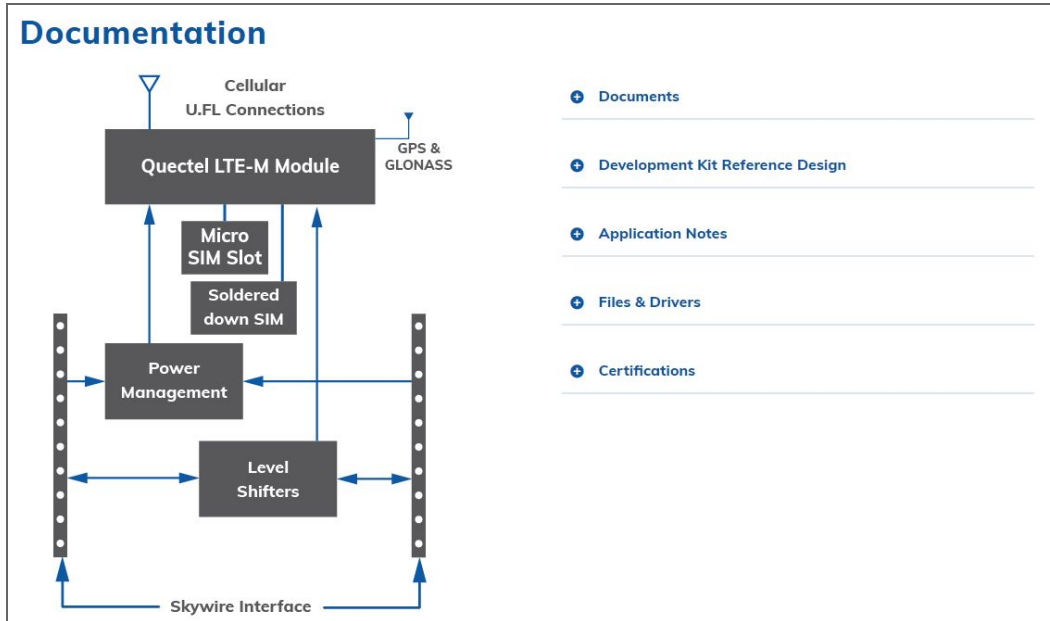 Documentation
Cellular
U.FL Connections
GPS &
GLONASS
Quectel LTE-M Module
Micro
SIM Slot
Soldered
down SIM
Power
Management
Level
Shifters
Skywire Interface
Documents
Development Kit Reference Design
Application Notes
Files & Drivers
Certifications